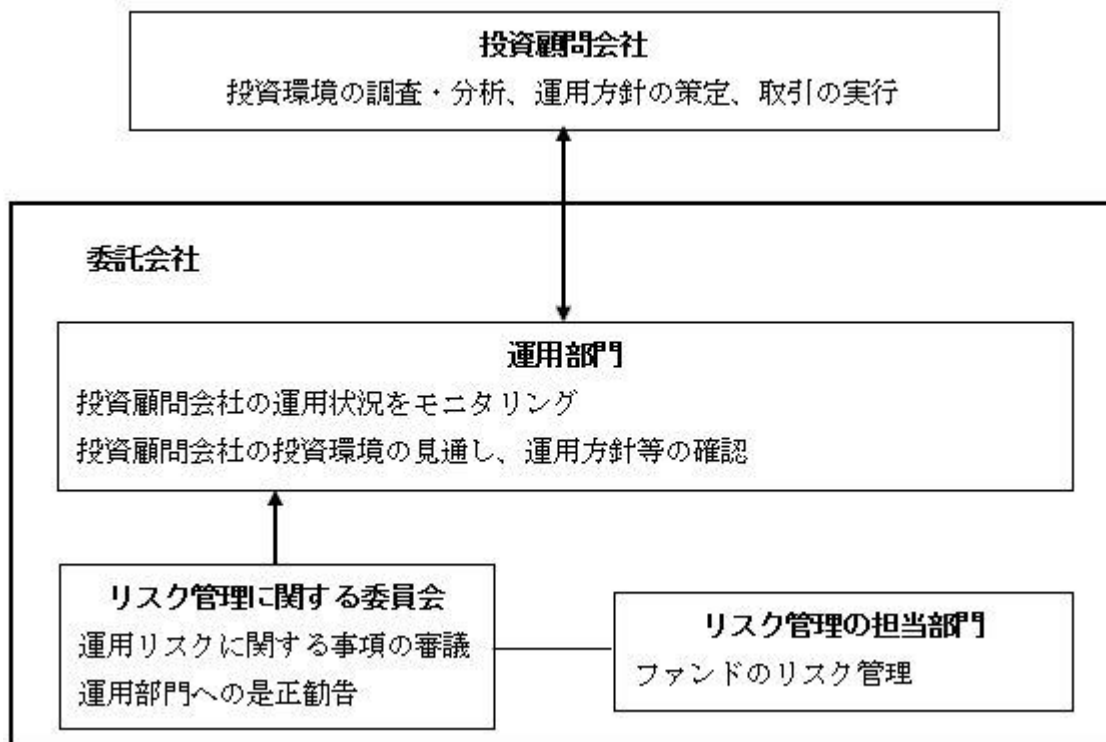 投資顧問会社
投資環境の調査・分析、運用方針の策定、取引の実行
委託会社
運用部門
投資顧問会社の運用状況をモニタリング
投資顧問会社の投資環境の見通し、運用方針等の確認
リスク管理に関する委員会
運用リスクに関する事項の審議
運用部門への是正勧告
リスク管理の担当部門
ファンドのリスク管理